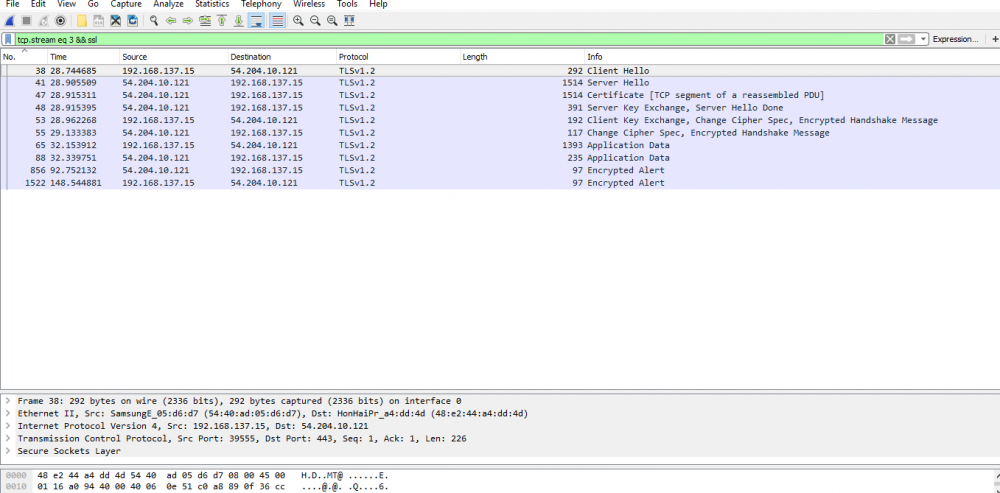 File Edit View Go Capture Analyze Statistics Telephony Wireless Tools Help
tcp.stream eq 3 && ssl Expression... +
No. Time Source Destination Protocol Length Info
38 28.744685 192.168.137.15 54.204.10.121 TLSv1.2 292 Client Hello
41 28.905509 54.204.10.121 192.168.137.15 TLSv1.2 1514 Server Hello
47 28.915311 54.204.10.121 192.168.137.15 TLSv1.2 1514 Certificate [TCP segment of a reassembled PDU]
48 28.915395 54.204.10.121 192.168.137.15 TLSv1.2 391 Server Key Exchange, Server Hello Done
53 28.962268 192.168.137.15 54.204.10.121 TLSv1.2 192 Client Key Exchange, Change Cipher Spec, Encrypted Handshake Message
55 29.133383 54.204.10.121 192.168.137.15 TLSv1.2 117 Change Cipher Spec, Encrypted Handshake Message
65 32.153912 192.168.137.15 54.204.10.121 TLSv1.2 1393 Application Data
88 32.339751 54.204.10.121 192.168.137.15 TLSv1.2 235 Application Data
856 92.752132 54.204.10.121 192.168.137.15 TLSv1.2 97 Encrypted Alert
1522 148.544881 192.168.137.15 54.204.10.121 TLSv1.2 97 Encrypted Alert
> Frame 38: 292 bytes on wire (2336 bits), 292 bytes captured (2336 bits) on interface 0
> Ethernet II, Src: SamsungE_05:d6:d7 (54:40:ad:05:d6:d7), Dst: HonHaiPr_a4:dd:4d (48:e2:44:a4:dd:4d)
> Internet Protocol Version 4, Src: 192.168.137.15, Dst: 54.204.10.121
> Transmission Control Protocol, Src Port: 39555, Dst Port: 443, Seq: 1, Ack: 1, Len: 226
> Secure Sockets Layer
0000 48 e2 44 a4 dd 4d 54 40 ad 05 d6 d7 08 00 45 00 H.D..MT@ ......E.
0010 01 16 a0 94 40 00 40 06 0e 51 c0 a8 89 0f 36 cc ....@.@. .Q....6.